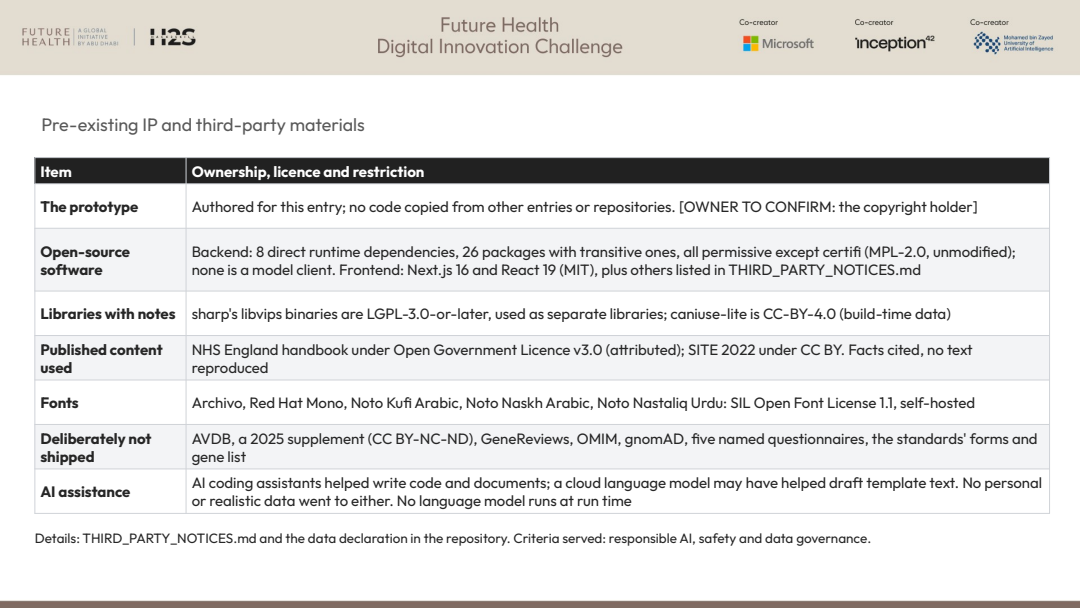 FUTURE HEALTH
A GLOBAL INITIATIVE BY ABU DHABI
H2S
Future Health
Digital Innovation Challenge
Co-creator
Microsoft
Co-creator
inception42
Co-creator
Mohamed bin Zayed University of Artificial Intelligence
Pre-existing IP and third-party materials
Item
Ownership, licence and restriction
The prototype
Authored for this entry; no code copied from other entries or repositories. [OWNER TO CONFIRM: the copyright holder]
Open-source
software
Backend: 8 direct runtime dependencies, 26 packages with transitive ones, all permissive except certifi (MPL-2.0, unmodified);
none is a model client. Frontend: Next.js 16 and React 19 (MIT), plus others listed in THIRD_PARTY_NOTICES.md
Libraries with notes
sharp's libvips binaries are LGPL-3.0-or-later, used as separate libraries; caniuse-lite is CC-BY-4.0 (build-time data)
Published content
used
NHS England handbook under Open Government Licence v3.0 (attributed); SITE 2022 under CC BY. Facts cited, no text
reproduced
Fonts
Archivo, Red Hat Mono, Noto Kufi Arabic, Noto Naskh Arabic, Noto Nastaliq Urdu: SIL Open Font License 1.1, self-hosted
Deliberately not
shipped
AVDB, a 2025 supplement (CC BY-NC-ND), GeneReviews, OMIM, gnomAD, five named questionnaires, the standards' forms and
gene list
AI assistance
AI coding assistants helped write code and documents; a cloud language model may have helped draft template text. No personal
or realistic data went to either. No language model runs at run time
Details: THIRD_PARTY_NOTICES.md and the data declaration in the repository. Criteria served: responsible AI, safety and data governance.